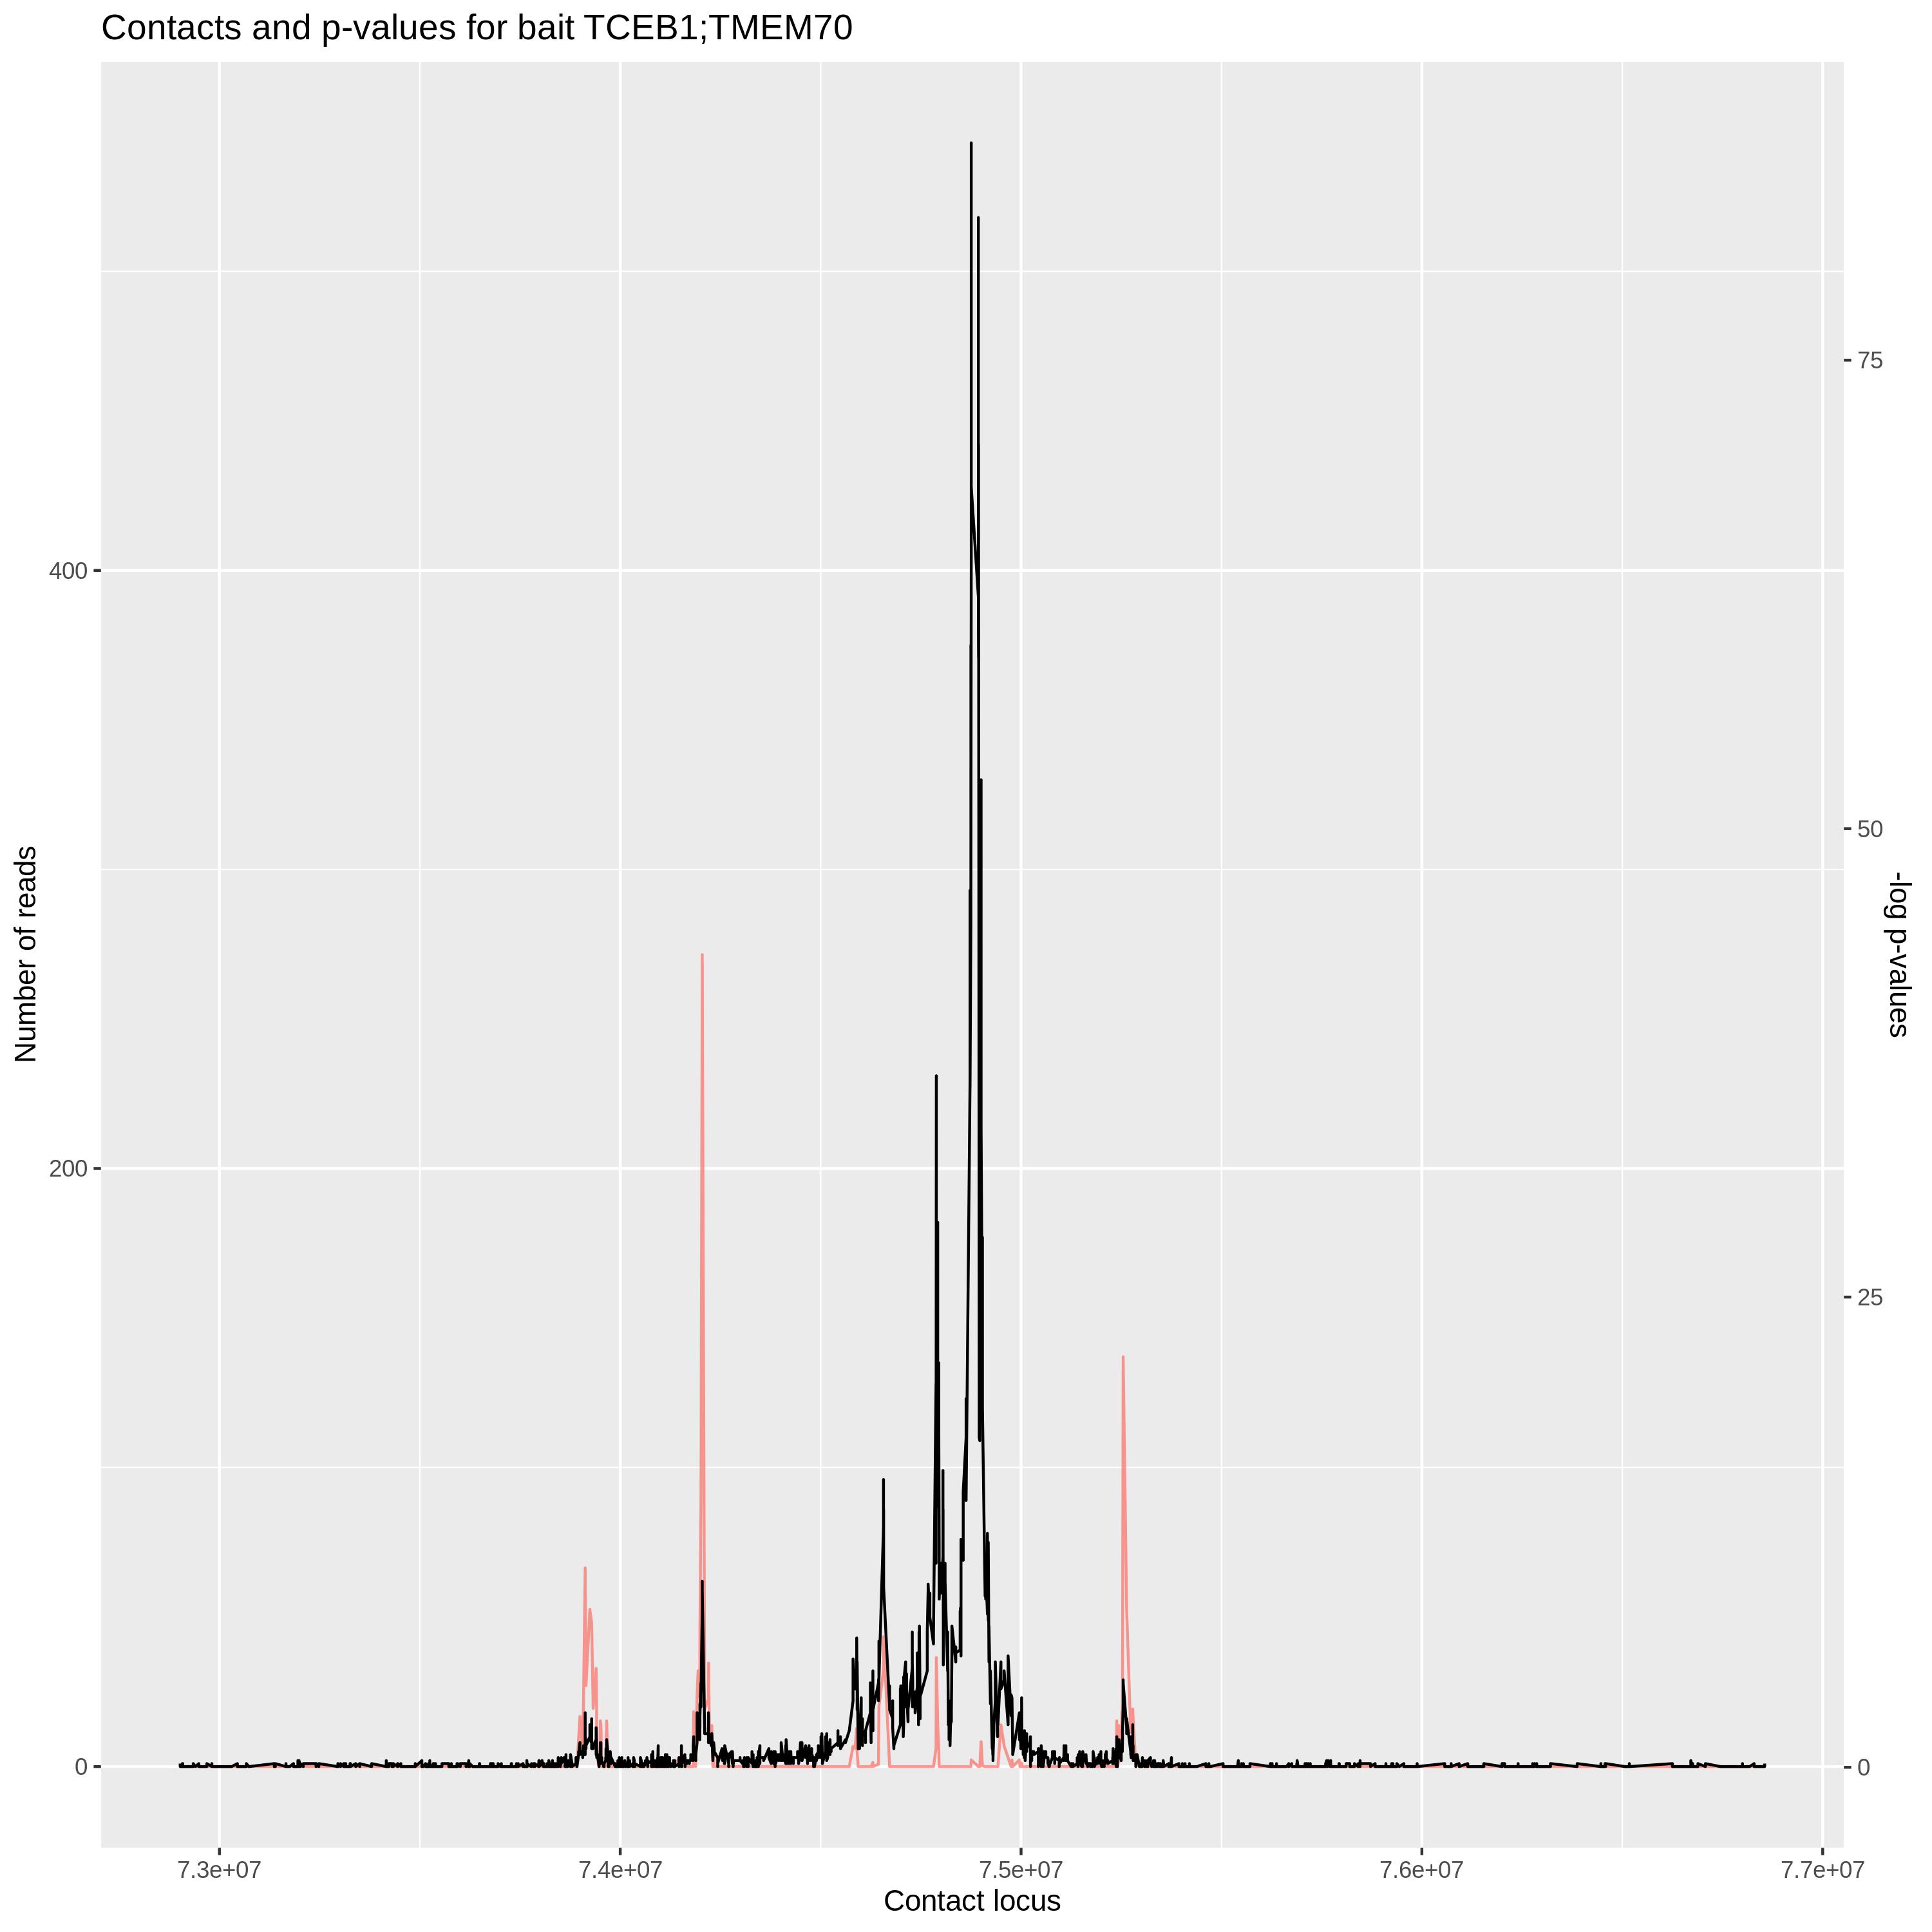 Contacts and p-values for bait TCEB1;TMEM70
400
200
0
Number of reads
75
50
25
0
-log p-values
7.3e+07
7.4e+07
7.5e+07
7.6e+07
7.7e+07
Contact locus